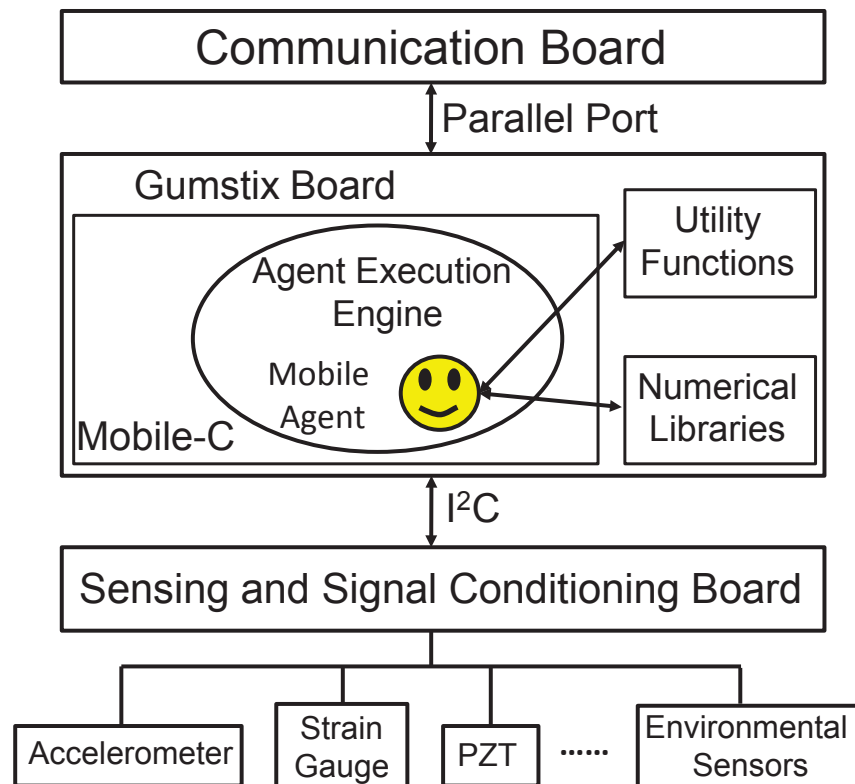 Communication Board
Parallel Port
Gumstix Board
Utility
Functions
Agent Execution
Engine
Mobile
Agent
Numerical
Libraries
Mobile-C
I²C
Sensing and Signal Conditioning Board
Accelerometer
Strain
Gauge
PZT
......
Environmental
Sensors